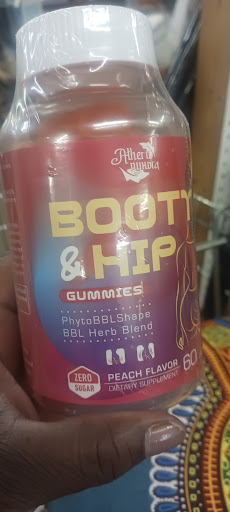 BOOTY
& HIP
GUMMIES
PhytoBBLShape
BBL Herb Blend
ZERO
SUGAR
PEACH FLAVOR
DIETARY SUPPLEMENT
60